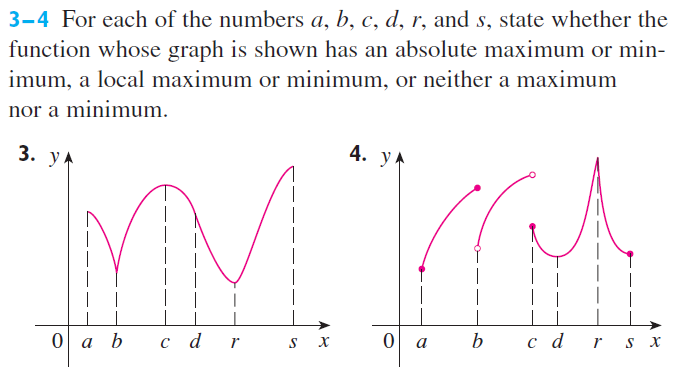 3–4 For each of the numbers a, b, c, d, r, and s, state whether the
function whose graph is shown has an absolute maximum or min-
imum, a local maximum or minimum, or neither a maximum
nor a minimum.
3. y
0 a b c d r s x
4. y
0 a b c d r s x